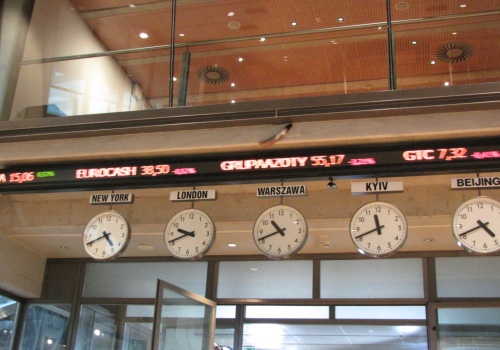 A 15,06 EUROCASH 38,50 GRUPAAZOTY 55,17 GTC 7,32
NEW YORK
LONDON
WARSZAWA
KYIV
BEIJING